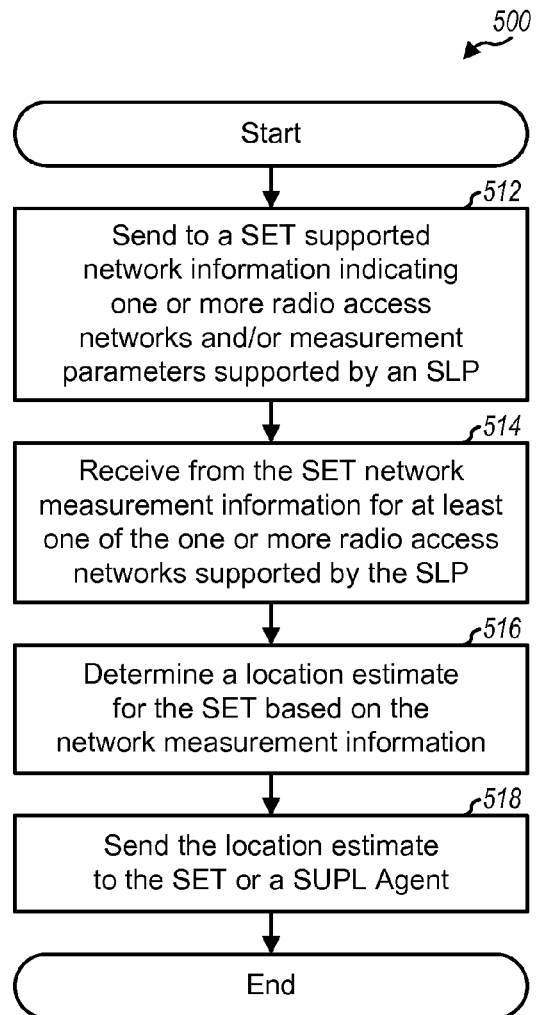 500
Start
512
Send to a SET supported
network information indicating
one or more radio access
networks and/or measurement
parameters supported by an SLP
514
Receive from the SET network
measurement information for at least
one of the one or more radio access
networks supported by the SLP
516
Determine a location estimate
for the SET based on the
network measurement information
518
Send the location estimate
to the SET or a SUPL Agent
End